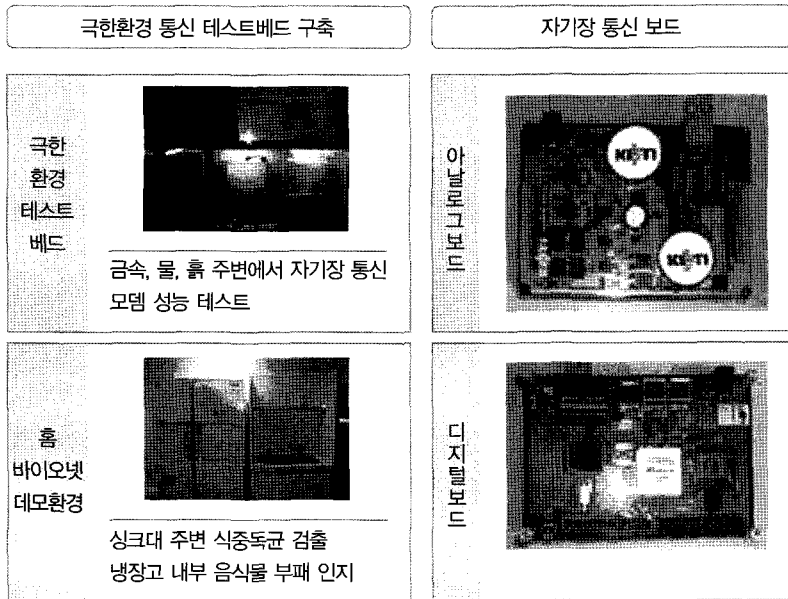 극한환경 통신 테스트베드 구축
자기장 통신 보드
극한
환경
테스트
베드
금속, 물, 흙 주변에서 자기장 통신
모뎀 성능 테스트
아날로그보드
KETI
KETI
홈
바이오넷
데모환경
싱크대 주변 식중독균 검출
냉장고 내부 음식물 부패 인지
디지털보드